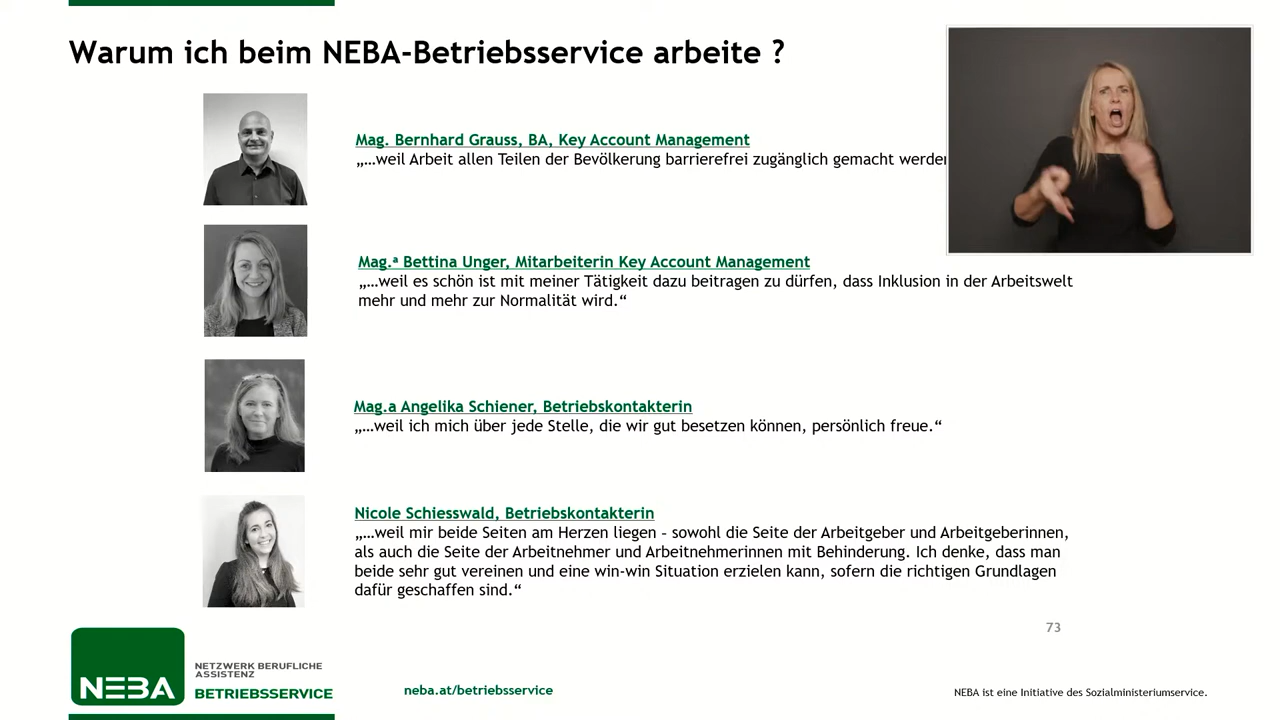 Warum ich beim NEBA-Betriebsservice arbeite ?
Mag. Bernhard Grauss, BA, Key Account Management
„…weil Arbeit allen Teilen der Bevölkerung barrierefrei zugänglich gemacht
Mag.ª Bettina Unger, Mitarbeiterin Key Account Management
„…weil es schön ist mit meiner Tätigkeit dazu beitragen zu dürfen, dass Inklusion in der Arbeitswelt
mehr und mehr zur Normalität wird.“
Mag.a Angelika Schiener, Betriebskontakterin
„…weil ich mich über jede Stelle, die wir gut besetzen können, persönlich freue.“
Nicole Schiesswald, Betriebskontakterin
„…weil mir beide Seiten am Herzen liegen – sowohl die Seite der Arbeitgeber und Arbeitgeberinnen,
als auch die Seite der Arbeitnehmer und Arbeitnehmerinnen mit Behinderung. Ich denke, dass man
beide sehr gut vereinen und eine win-win Situation erzielen kann, sofern die richtigen Grundlagen
dafür geschaffen sind.“
73
NEBA
NETZWERK BERUFLICHE
ASSISTENZ
BETRIEBSSERVICE
neba.at/betriebsservice
NEBA ist eine Initiative des Sozialministeriumservice.